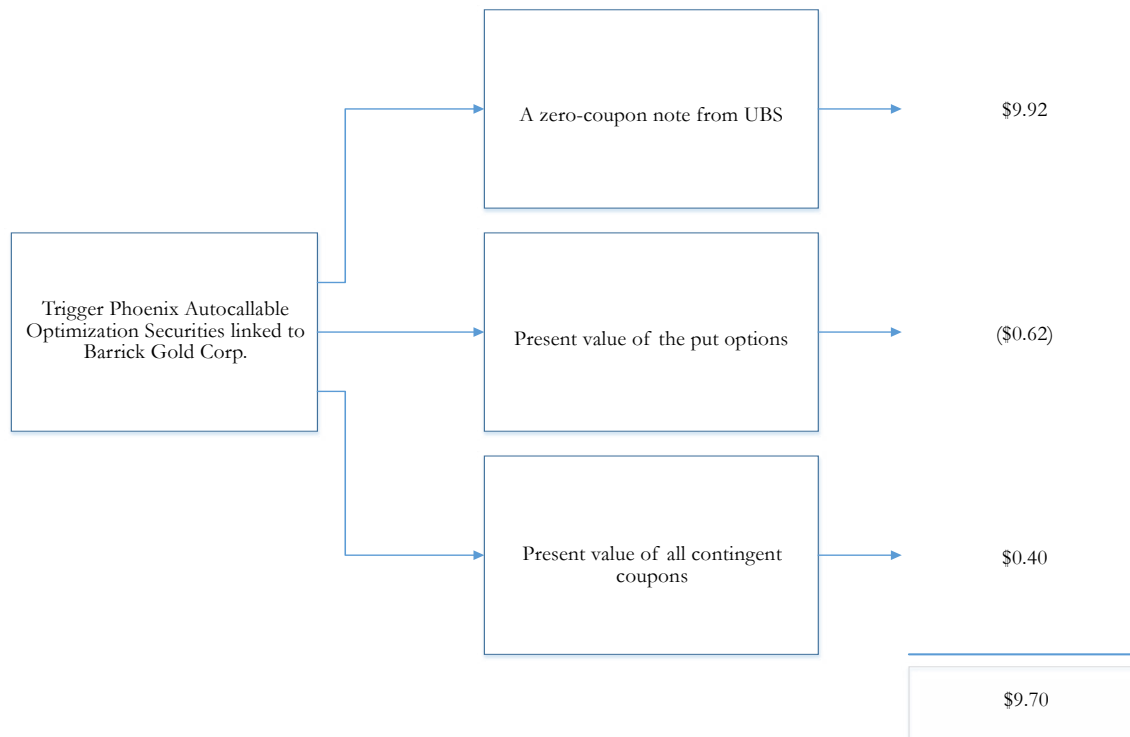 A zero-coupon note from UBS
$9.92
Trigger Phoenix Autocallable
Optimization Securities linked to
Barrick Gold Corp.
Present value of the put options
($0.62)
Present value of all contingent
coupons
$0.40
$9.70